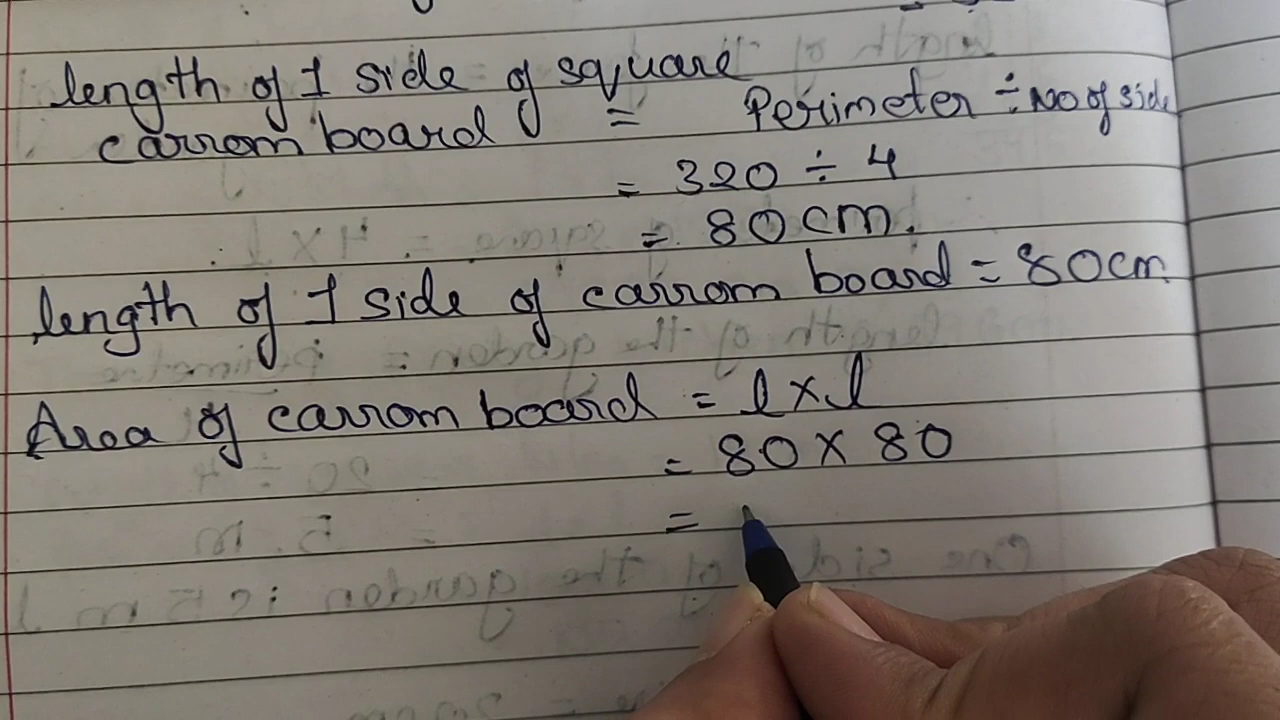 length of 1 side of square
carrom board = Perimeter ÷ No of side
= 320 ÷ 4
= 80 cm.
length of 1 side of carrom board = 80cm
Area of carrom board = l × l
= 80 × 80
=